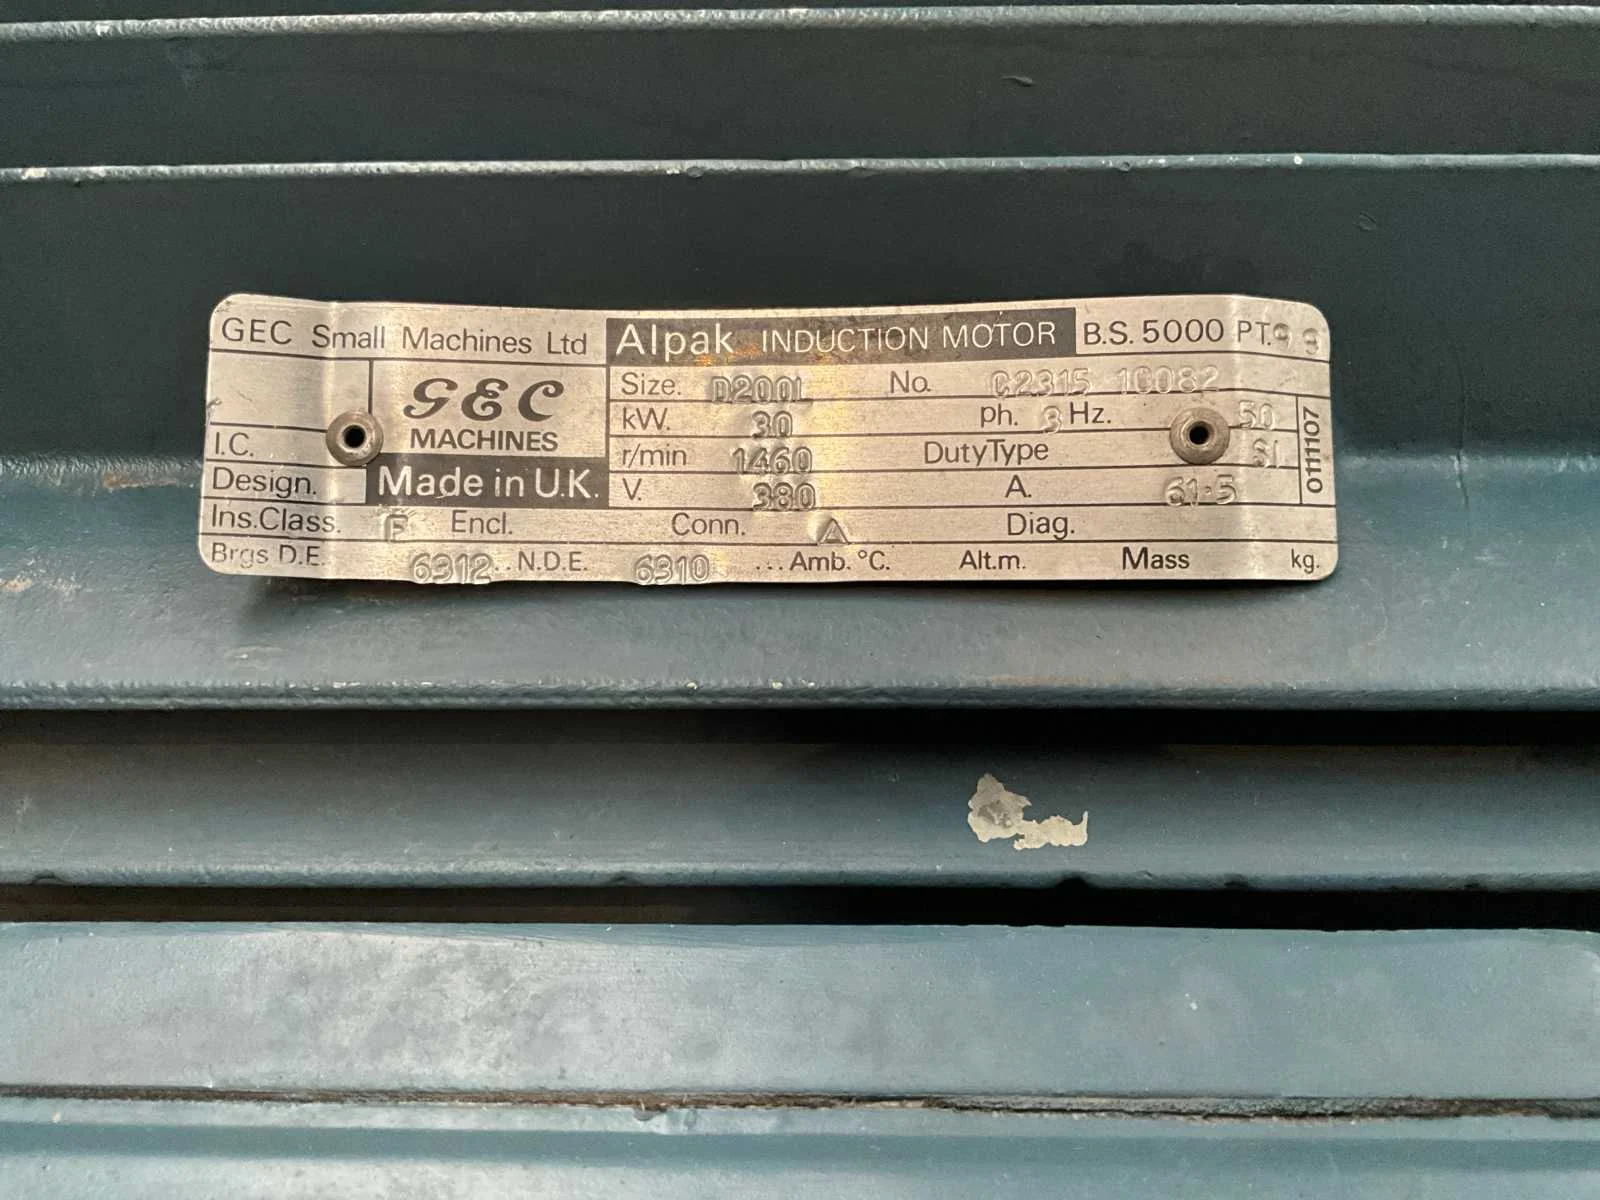 GEC Small Machines Ltd Alpak INDUCTION MOTOR B.S. 5000 PT. 99
GEC
MACHINES
Made in U.K.
I.C.
Design.
Size. D200L No. C2315 10082
kW. 30 ph. 3 Hz. 50
r/min 1460 Duty Type S1
V. 380 A. 61.5
0111107
Ins. Class. F Encl. Conn. Δ Diag.
Brgs D.E. 6312 .. N.D.E. 6310 ... Amb. °C. Alt.m. Mass kg.